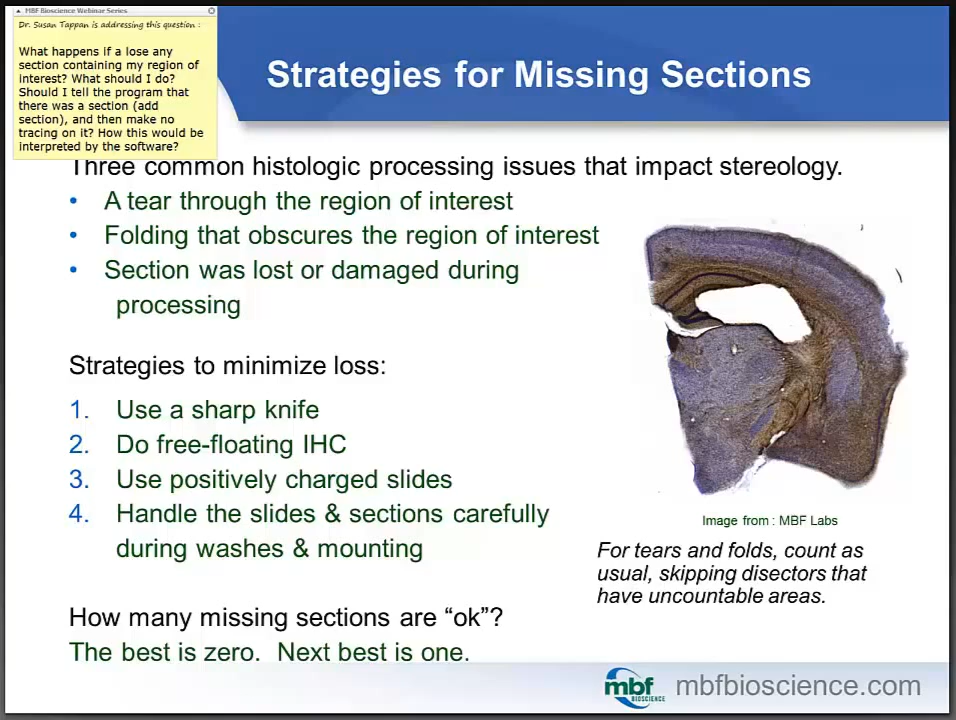 MBF Bioscience Webinar Series
Dr. Susan Tappan is addressing this question :
What happens if a lose any
section containing my region of
interest? What should I do?
Should I tell the program that
there was a section (add
section), and then make no
tracing on it? How this would be
interpreted by the software?
Strategies for Missing Sections
Three common histologic processing issues that impact stereology.
• A tear through the region of interest
• Folding that obscures the region of interest
• Section was lost or damaged during
processing
Strategies to minimize loss:
1. Use a sharp knife
2. Do free-floating IHC
3. Use positively charged slides
4. Handle the slides & sections carefully
during washes & mounting
Image from : MBF Labs
For tears and folds, count as
usual, skipping disectors that
have uncountable areas.
How many missing sections are “ok”?
The best is zero. Next best is one.
mbf
BIOSCIENCE
mbfbioscience.com